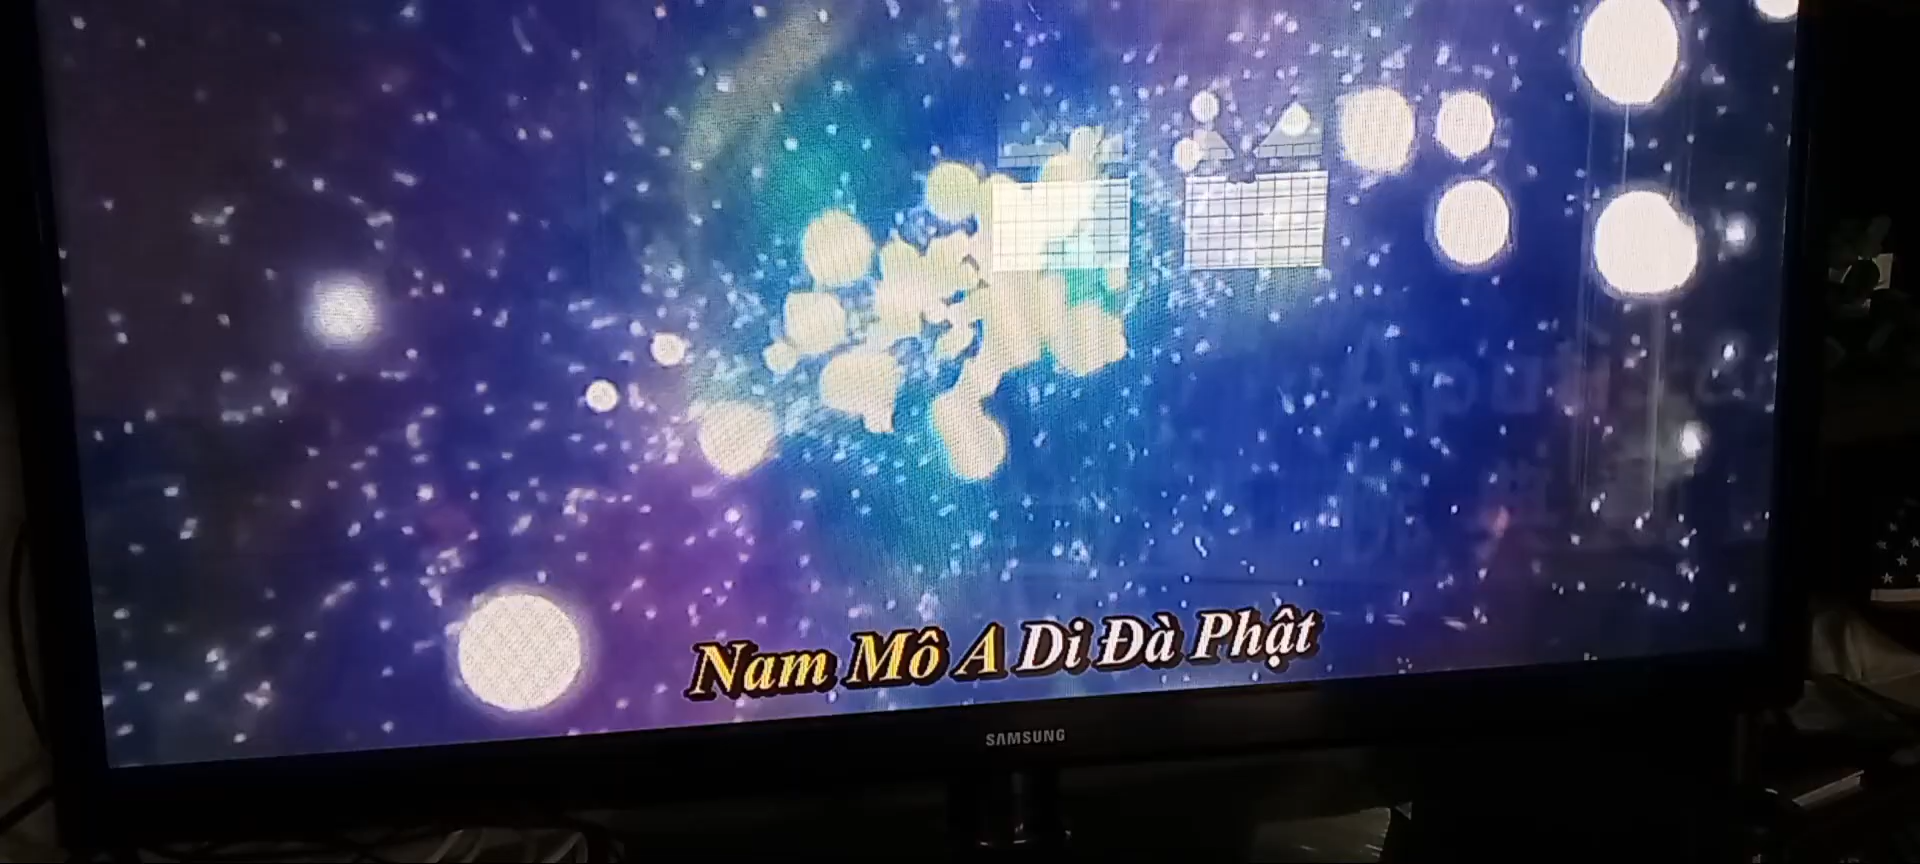 Nam Mô A Di Đà Phật
SAMSUNG